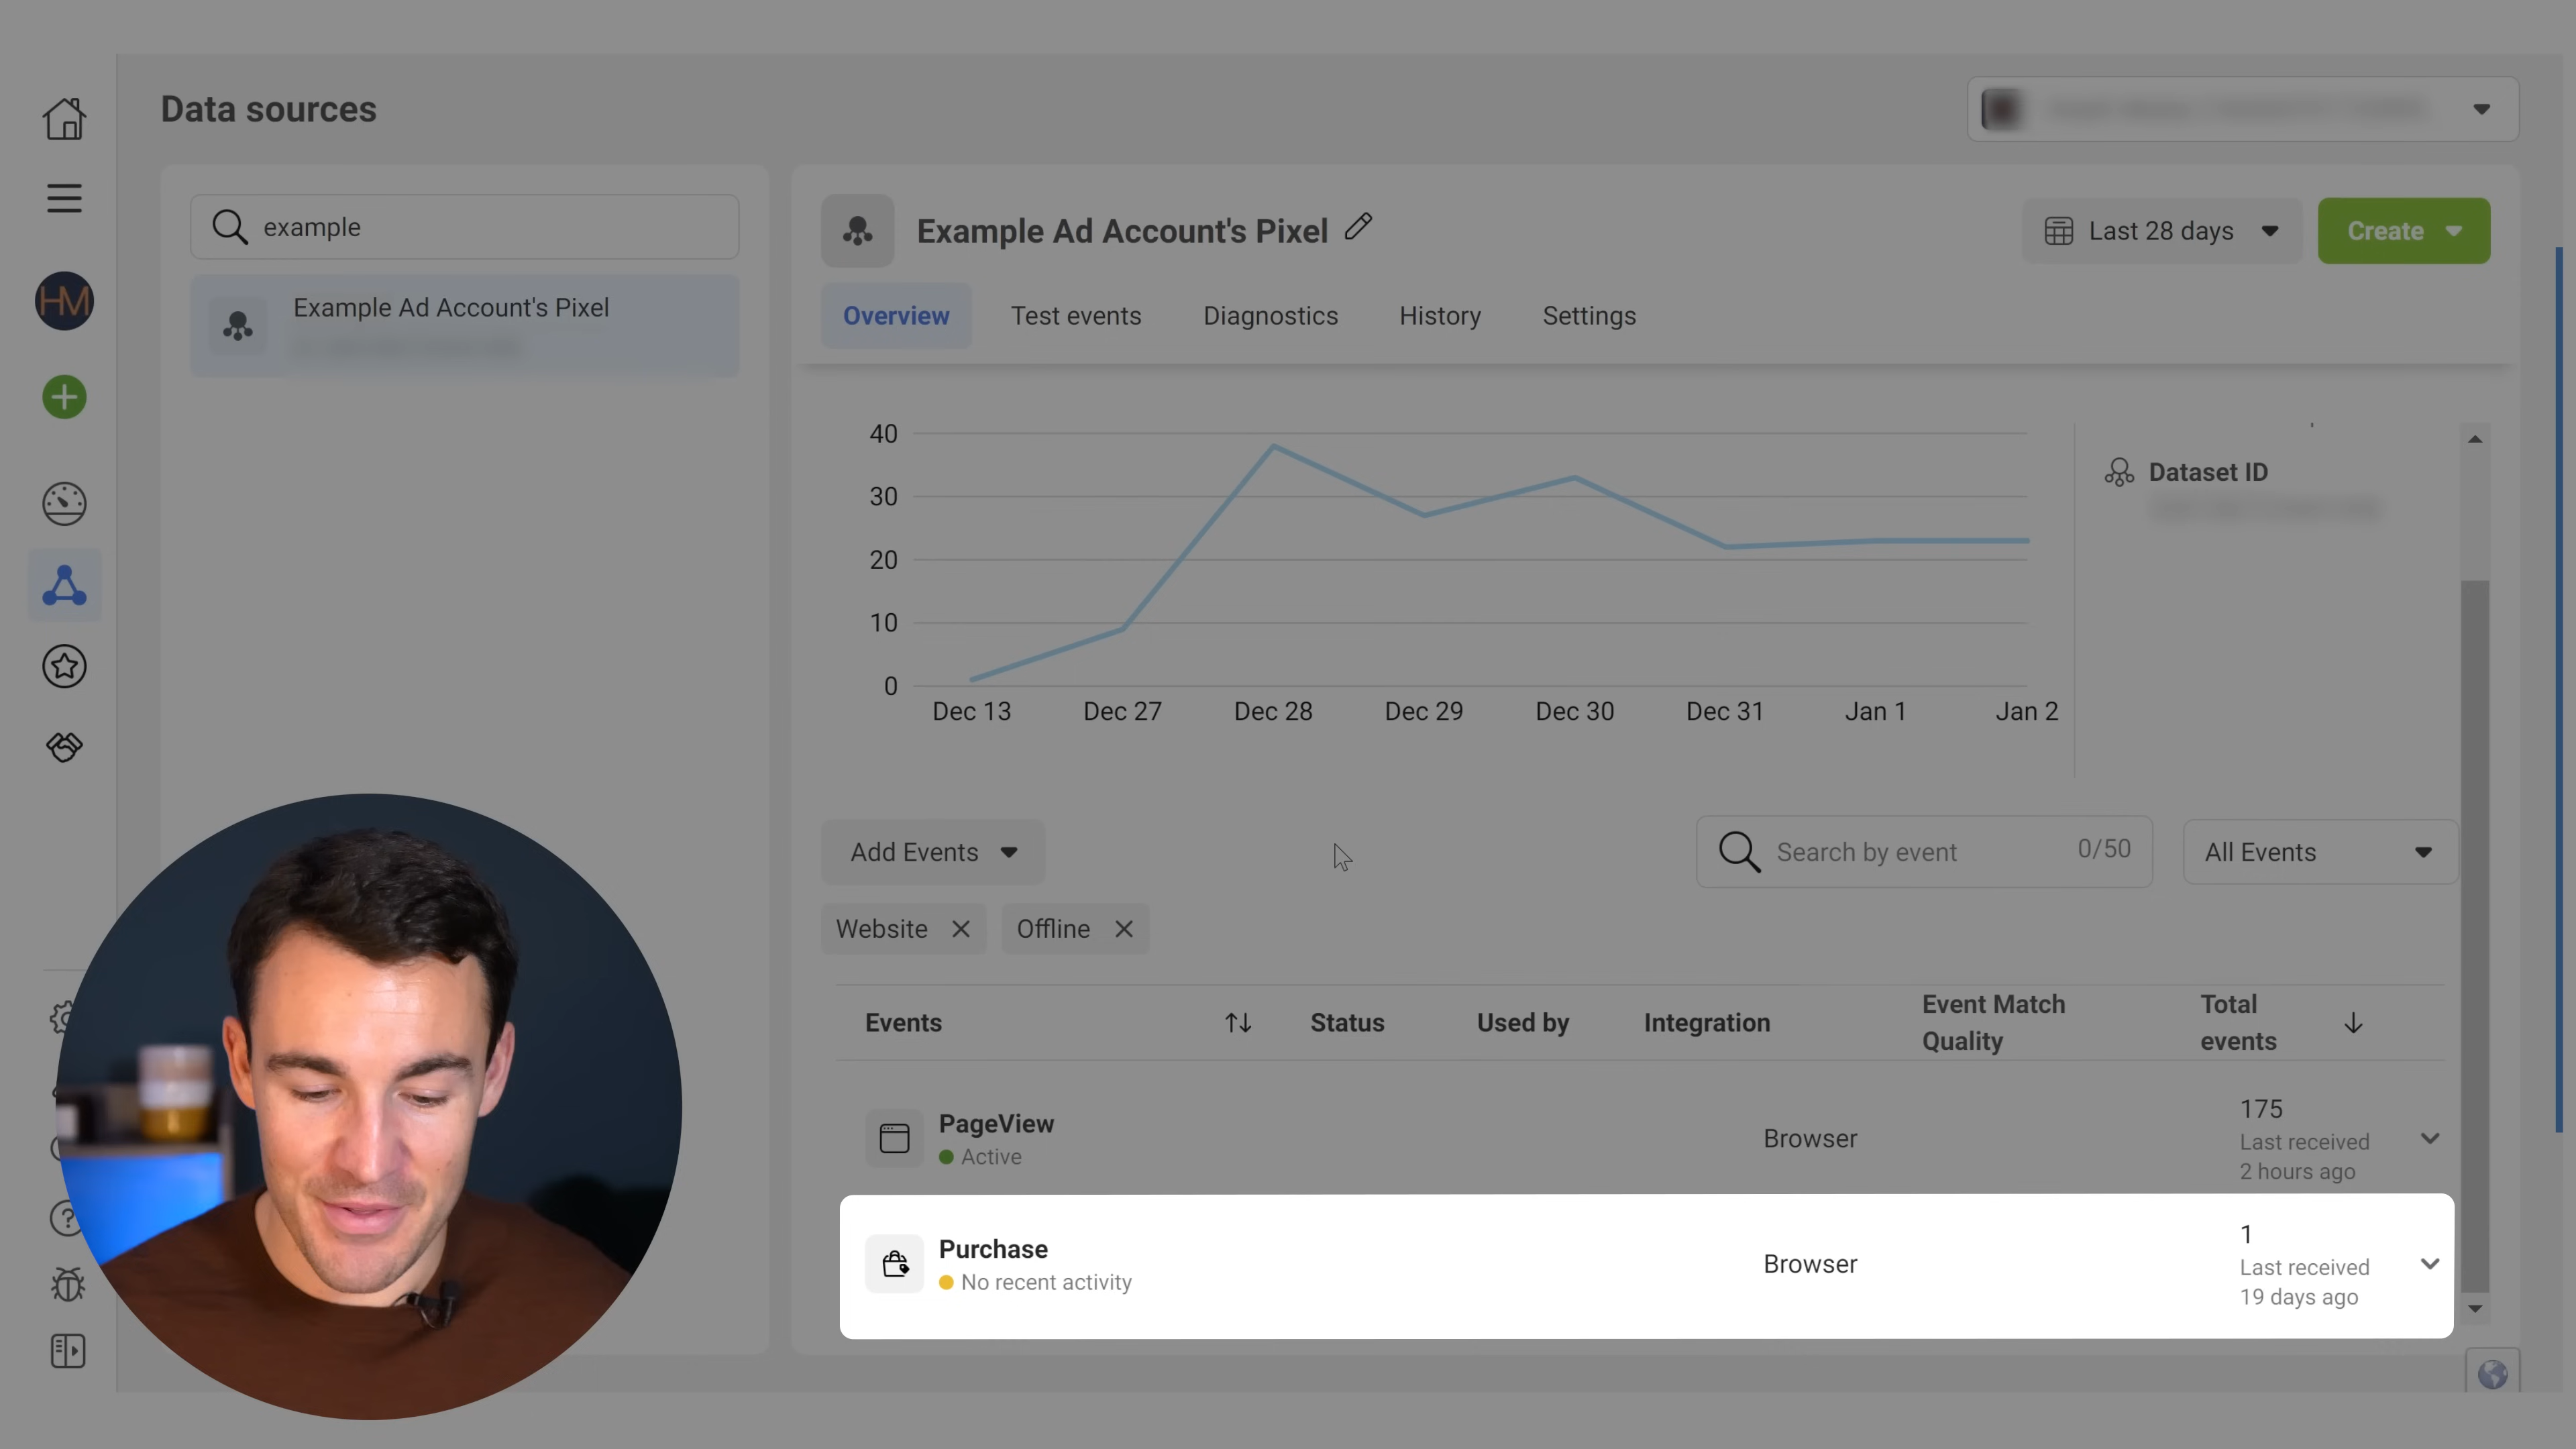 Data sources
example
Example Ad Account's Pixel
HM
Example Ad Account's Pixel
Last 28 days
Create
Overview
Test events
Diagnostics
History
Settings
40
30
20
10
0
Dec 13
Dec 27
Dec 28
Dec 29
Dec 30
Dec 31
Jan 1
Jan 2
Dataset ID
Add Events
Search by event
0/50
All Events
Website
Offline
Events
Status
Used by
Integration
Event Match
Quality
Total
events
PageView
Active
Browser
175
Last received
2 hours ago
Purchase
No recent activity
Browser
1
Last received
19 days ago